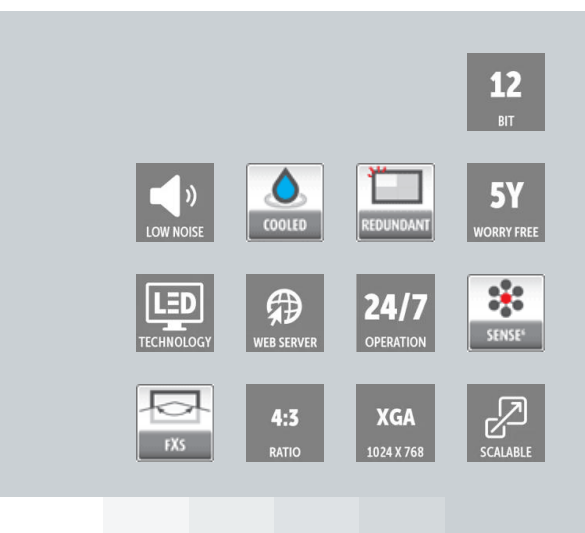 12
BIT
LOW NOISE
COOLED
REDUNDANT
5Y
WORRY FREE
LED
TECHNOLOGY
WEB SERVER
24/7
OPERATION
SENSE⁶
FXS
4:3
RATIO
XGA
1024 X 768
SCALABLE